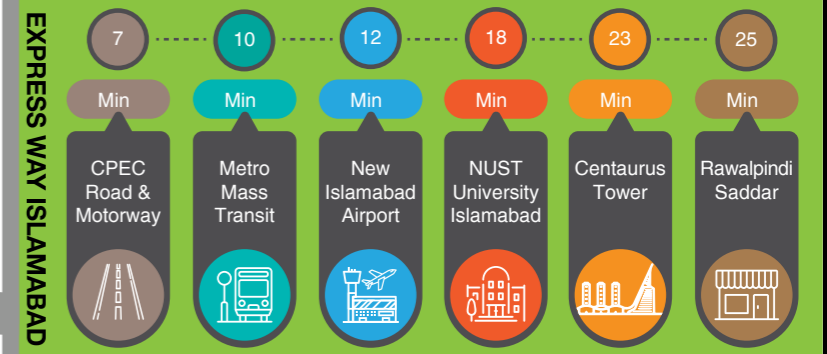 EXPRESS WAY ISLAMABAD
7
10
12
18
23
25
Min
Min
Min
Min
Min
Min
CPEC
Road &
Motorway
Metro
Mass
Transit
New
Islamabad
Airport
NUST
University
Islamabad
Centaurus
Tower
Rawalpindi
Saddar